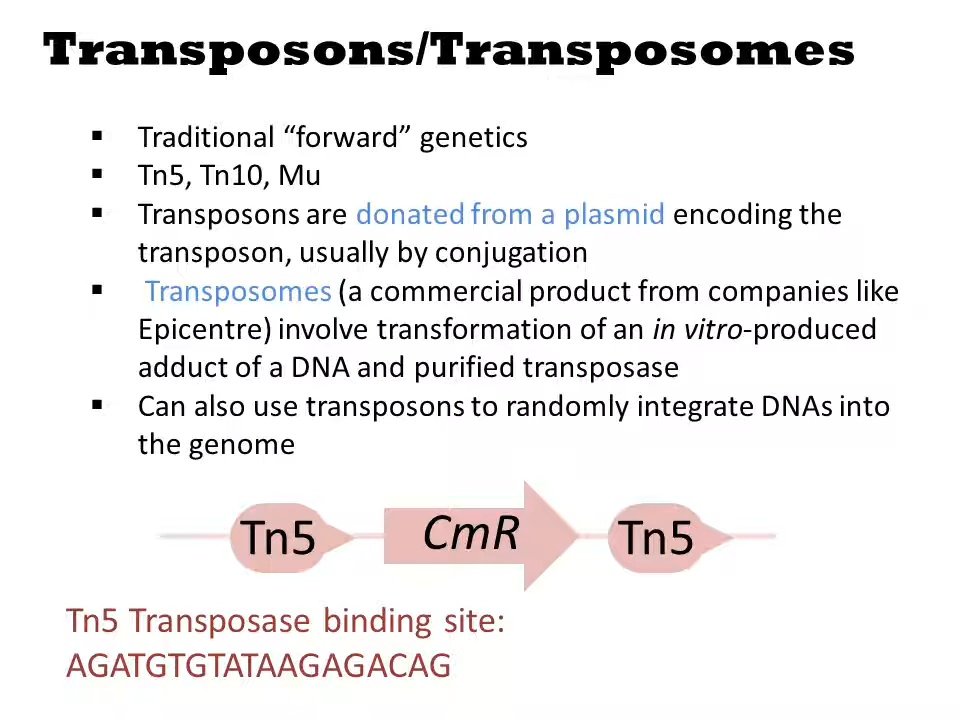 Transposons/Transposomes
▪ Traditional “forward” genetics
▪ Tn5, Tn10, Mu
▪ Transposons are donated from a plasmid encoding the
transposon, usually by conjugation
▪ Transposomes (a commercial product from companies like
Epicentre) involve transformation of an in vitro-produced
adduct of a DNA and purified transposase
▪ Can also use transposons to randomly integrate DNAs into
the genome
Tn5 CmR Tn5
Tn5 Transposase binding site:
AGATGTGTATAAGAGACAG